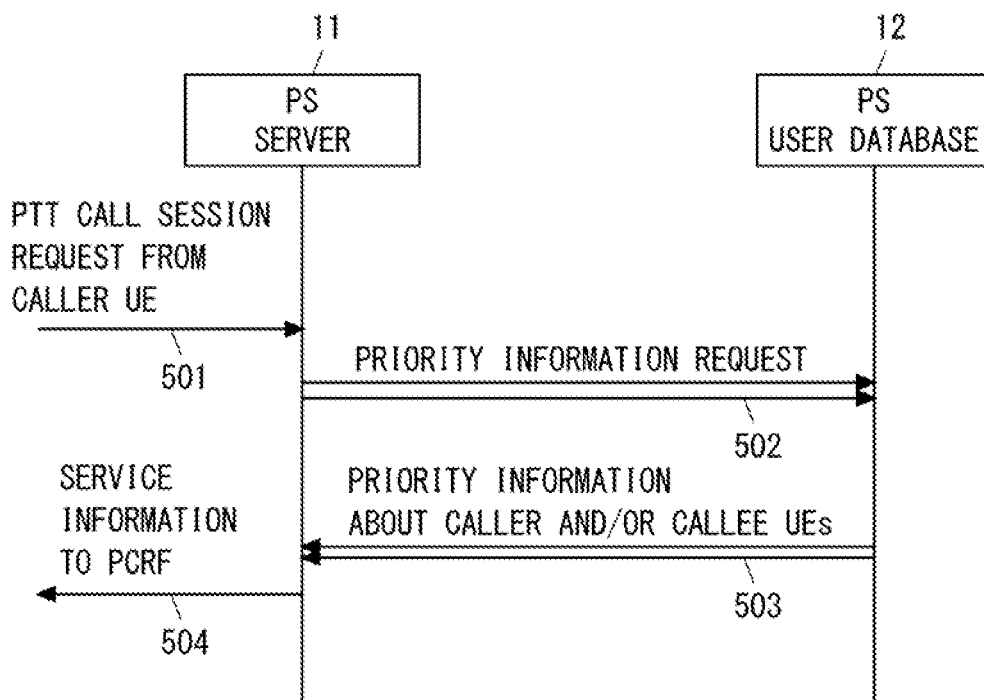 11
12
PS
SERVER
PS
USER DATABASE
PTT CALL SESSION
REQUEST FROM
CALLER UE
501
PRIORITY INFORMATION REQUEST
502
SERVICE
INFORMATION
TO PCRF
PRIORITY INFORMATION
ABOUT CALLER AND/OR CALLEE UEs
503
504